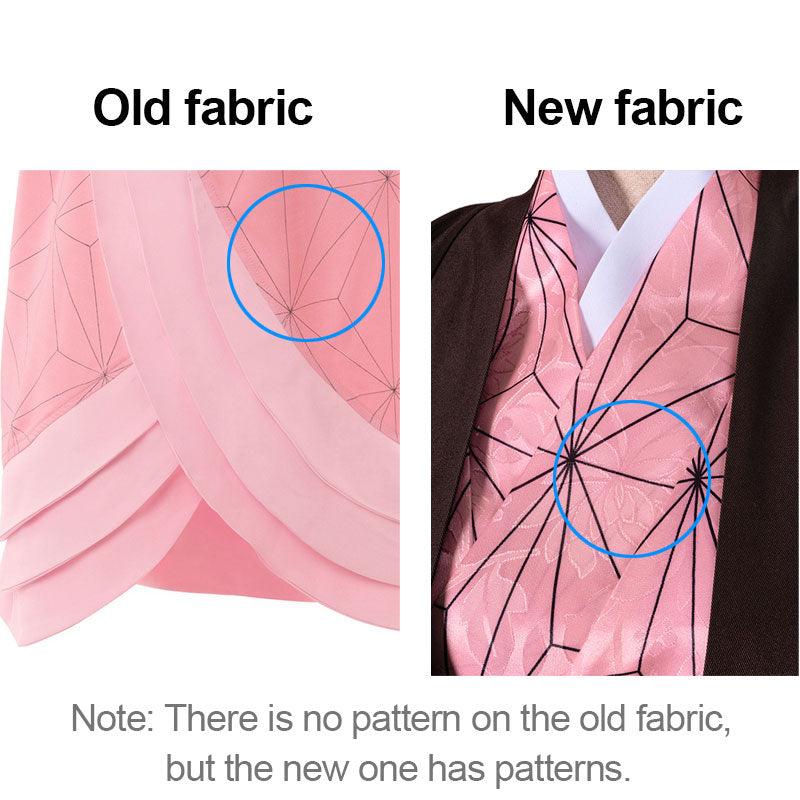 Old fabric
New fabric
Note: There is no pattern on the old fabric,
but the new one has patterns.